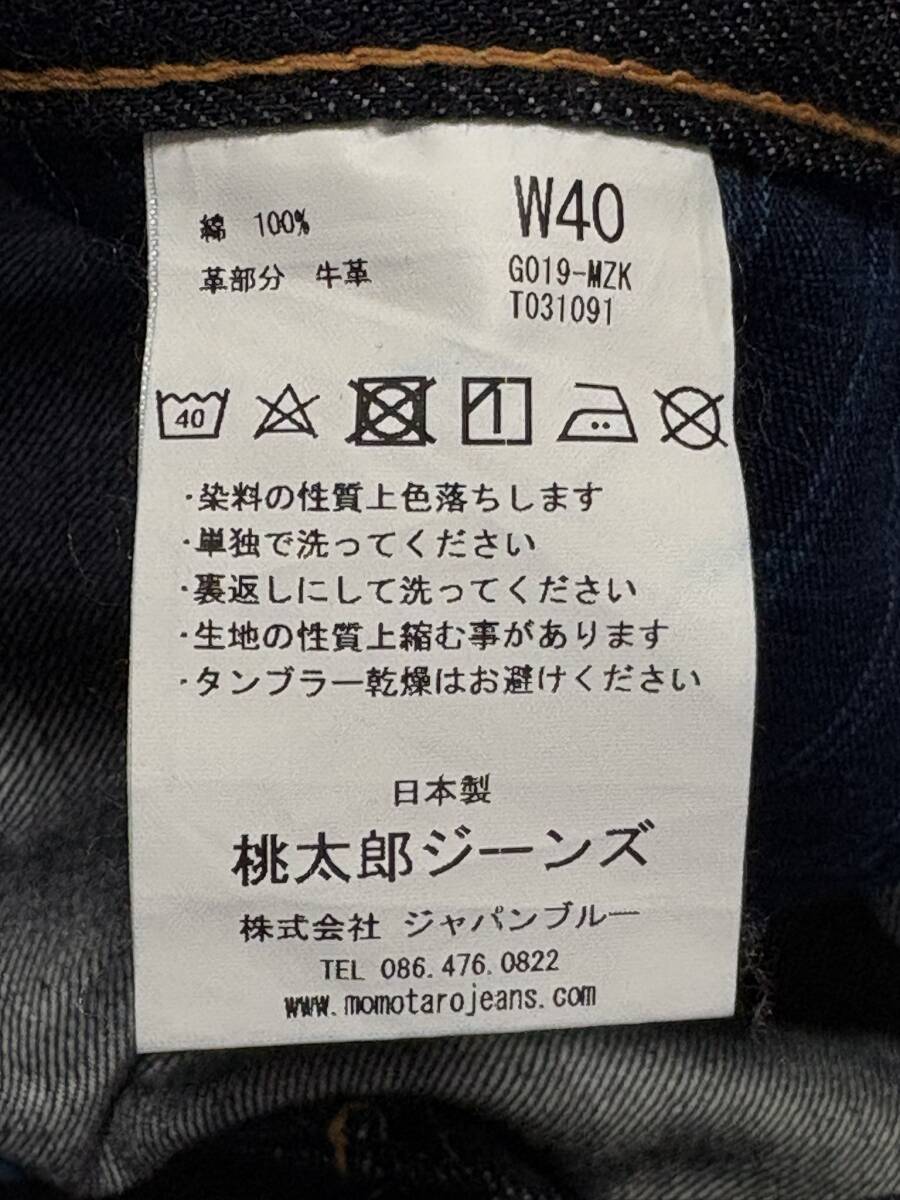 綿 100%
革部分 牛革
W40
G019-MZK
T031091
40
・染料の性質上色落ちします
・単独で洗ってください
・裏返しにして洗ってください
・生地の性質上縮む事があります
・タンブラー乾燥はお避けください
日本製
桃太郎ジーンズ
株式会社 ジャパンブルー
TEL 086.476.0822
www.momotarojeans.com